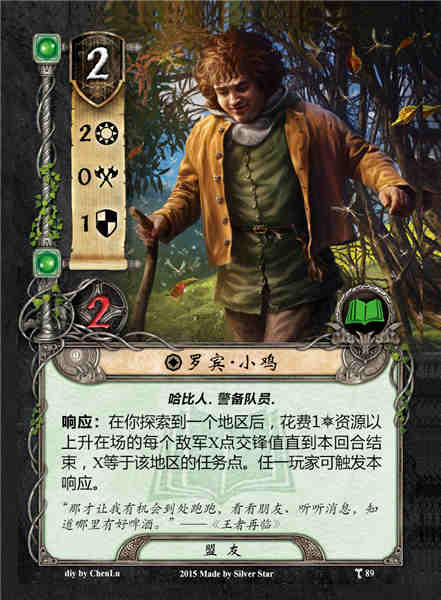 2
2
0
1
2
罗宾·小鸡
哈比人. 警备队员.
响应：在你探索到一个地区后，花费1资源以
上升在场的每个敌军X点交锋值直到本回合结
束，X等于该地区的任务点。任一玩家可触发本
响应。
“那才让我有机会到处跑跑，看看朋友、听听消息，知
道哪里有好啤酒。”——《王者再临》
盟友
diy by ChenLu 2015 Made by Silver Star 89